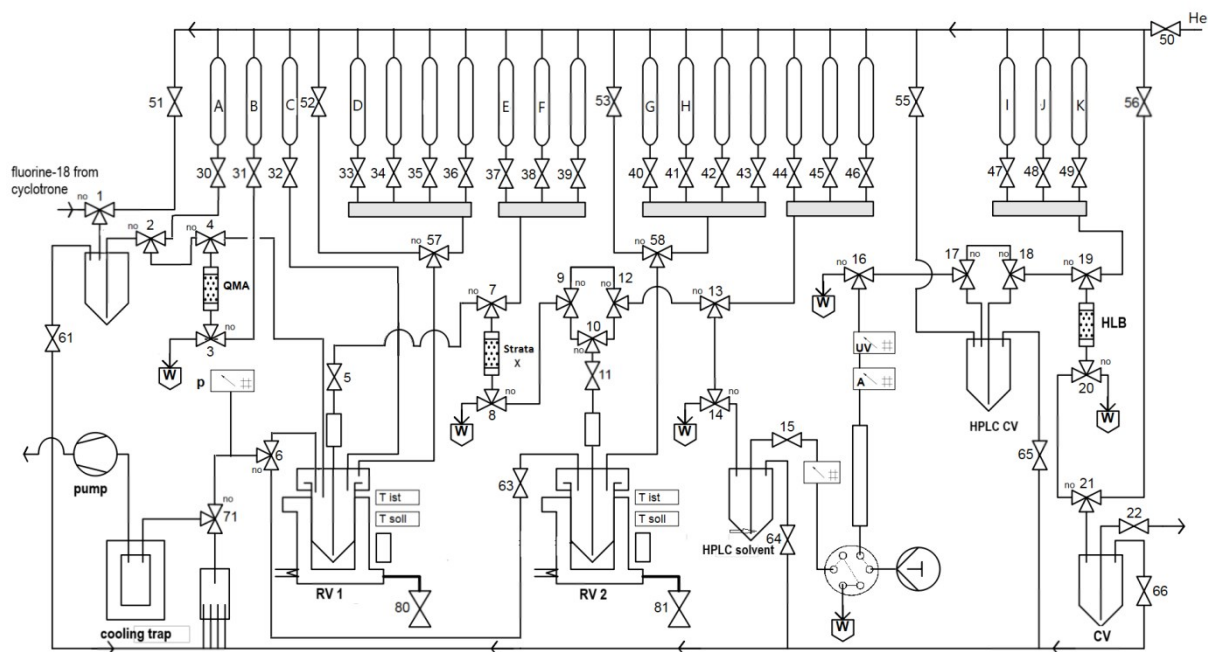 He
50
51
A
B
C
52
D
E
F
53
G
H
55
I
J
K
56
30
31
32
33
34
35
36
37
38
39
40
41
42
43
44
45
46
47
48
49
fluorine-18 from
cyclotrone
no
1
no
2
no
4
no
57
no
58
no
16
17
no
no
18
no
19
QMA
no
3
W
61
no
7
9
no
no
12
no
10
no
13
W
HLB
Strata
X
UV
A
no
20
W
p
5
11
no
8
W
no
14
W
15
HPLC CV
pump
6
no
no
71
63
64
65
no
21
22
T ist
T soll
T ist
T soll
HPLC solvent
RV 1
80
RV 2
81
W
66
CV
cooling trap